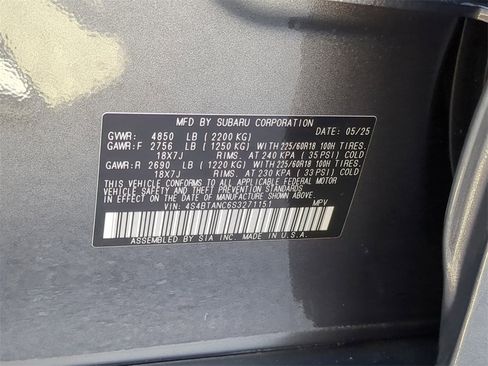 MFD BY SUBARU CORPORATION
GVWR: 4850 LB (2200 KG) DATE: 05/25
GAWR:F 2756 LB (1250 KG) WITH 225/60R18 100H TIRES
18X7J RIMS. AT 240 KPA (35 PSI) COLD
GAWR:R 2690 LB (1220 KG) WITH 225/60R18 100H TIRES
18X7J RIMS. AT 230 KPA (33 PSI) COLD
THIS VEHICLE CONFORMS TO ALL APPLICABLE FEDERAL MOTOR
VEHICLE SAFETY AND THEFT PREVENTION STANDARDS
IN EFFECT ON THE DATE OF MANUFACTURE SHOWN ABOVE.
VIN: 4S4BTANC6S3271151 MPV
ASSEMBLED BY SIA INC. IN U.S.A.